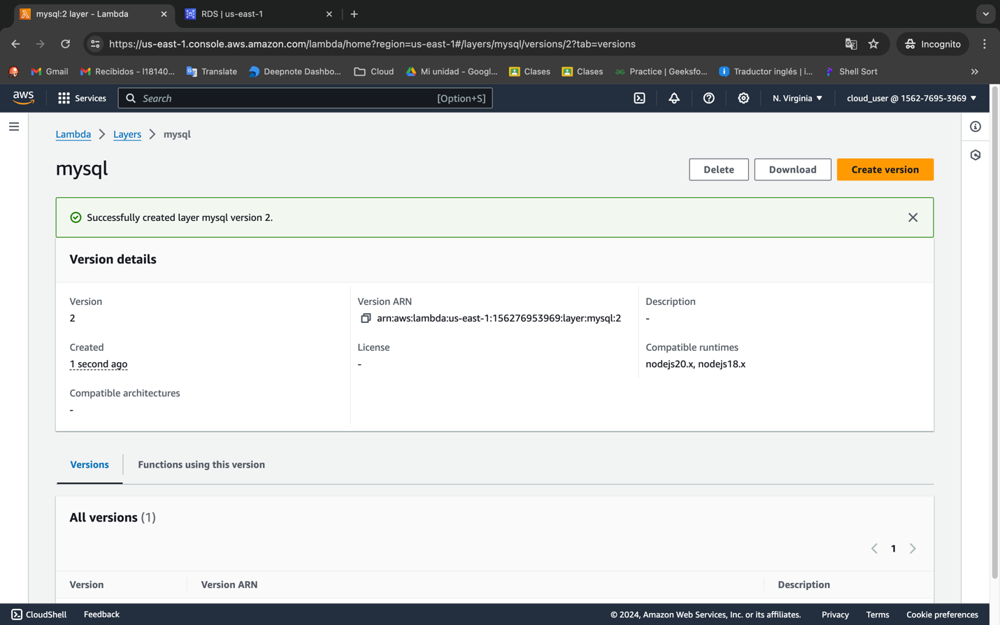 mysql:2 layer - Lambda
RDS | us-east-1
https://us-east-1.console.aws.amazon.com/lambda/home?region=us-east-1#/layers/mysql/versions/2?tab=versions
Incognito
Gmail
Recibidos - l18140...
Translate
Deepnote Dashbo...
Cloud
Mi unidad - Googl...
Clases
Clases
Practice | Geeksfo...
Traductor inglés | i...
Shell Sort
aws
Services
Search
[Option+S]
N. Virginia
cloud_user @ 1562-7695-3969
Lambda
Layers
mysql
mysql
Delete
Download
Create version
Successfully created layer mysql version 2.
Version details
Version
2
Version ARN
arn:aws:lambda:us-east-1:156276953969:layer:mysql:2
Description
-
Created
1 second ago
License
-
Compatible runtimes
nodejs20.x, nodejs18.x
Compatible architectures
-
Versions
Functions using this version
All versions (1)
1
Version
Version ARN
Description
CloudShell
Feedback
© 2024, Amazon Web Services, Inc. or its affiliates.
Privacy
Terms
Cookie preferences